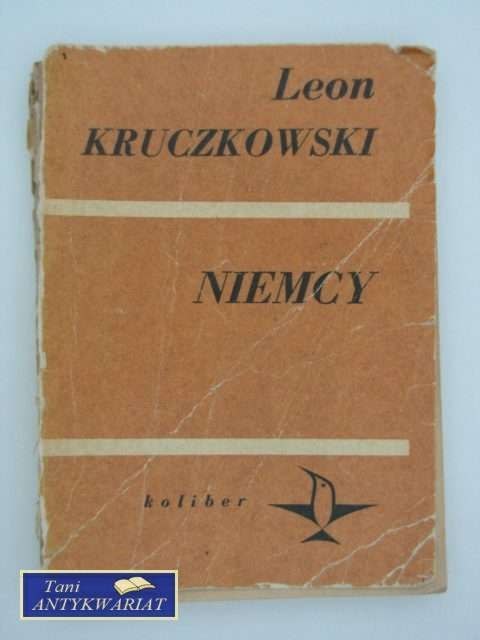 Leon
KRUCZKOWSKI
NIEMCY
koliber
Tani
ANTYKWARIAT